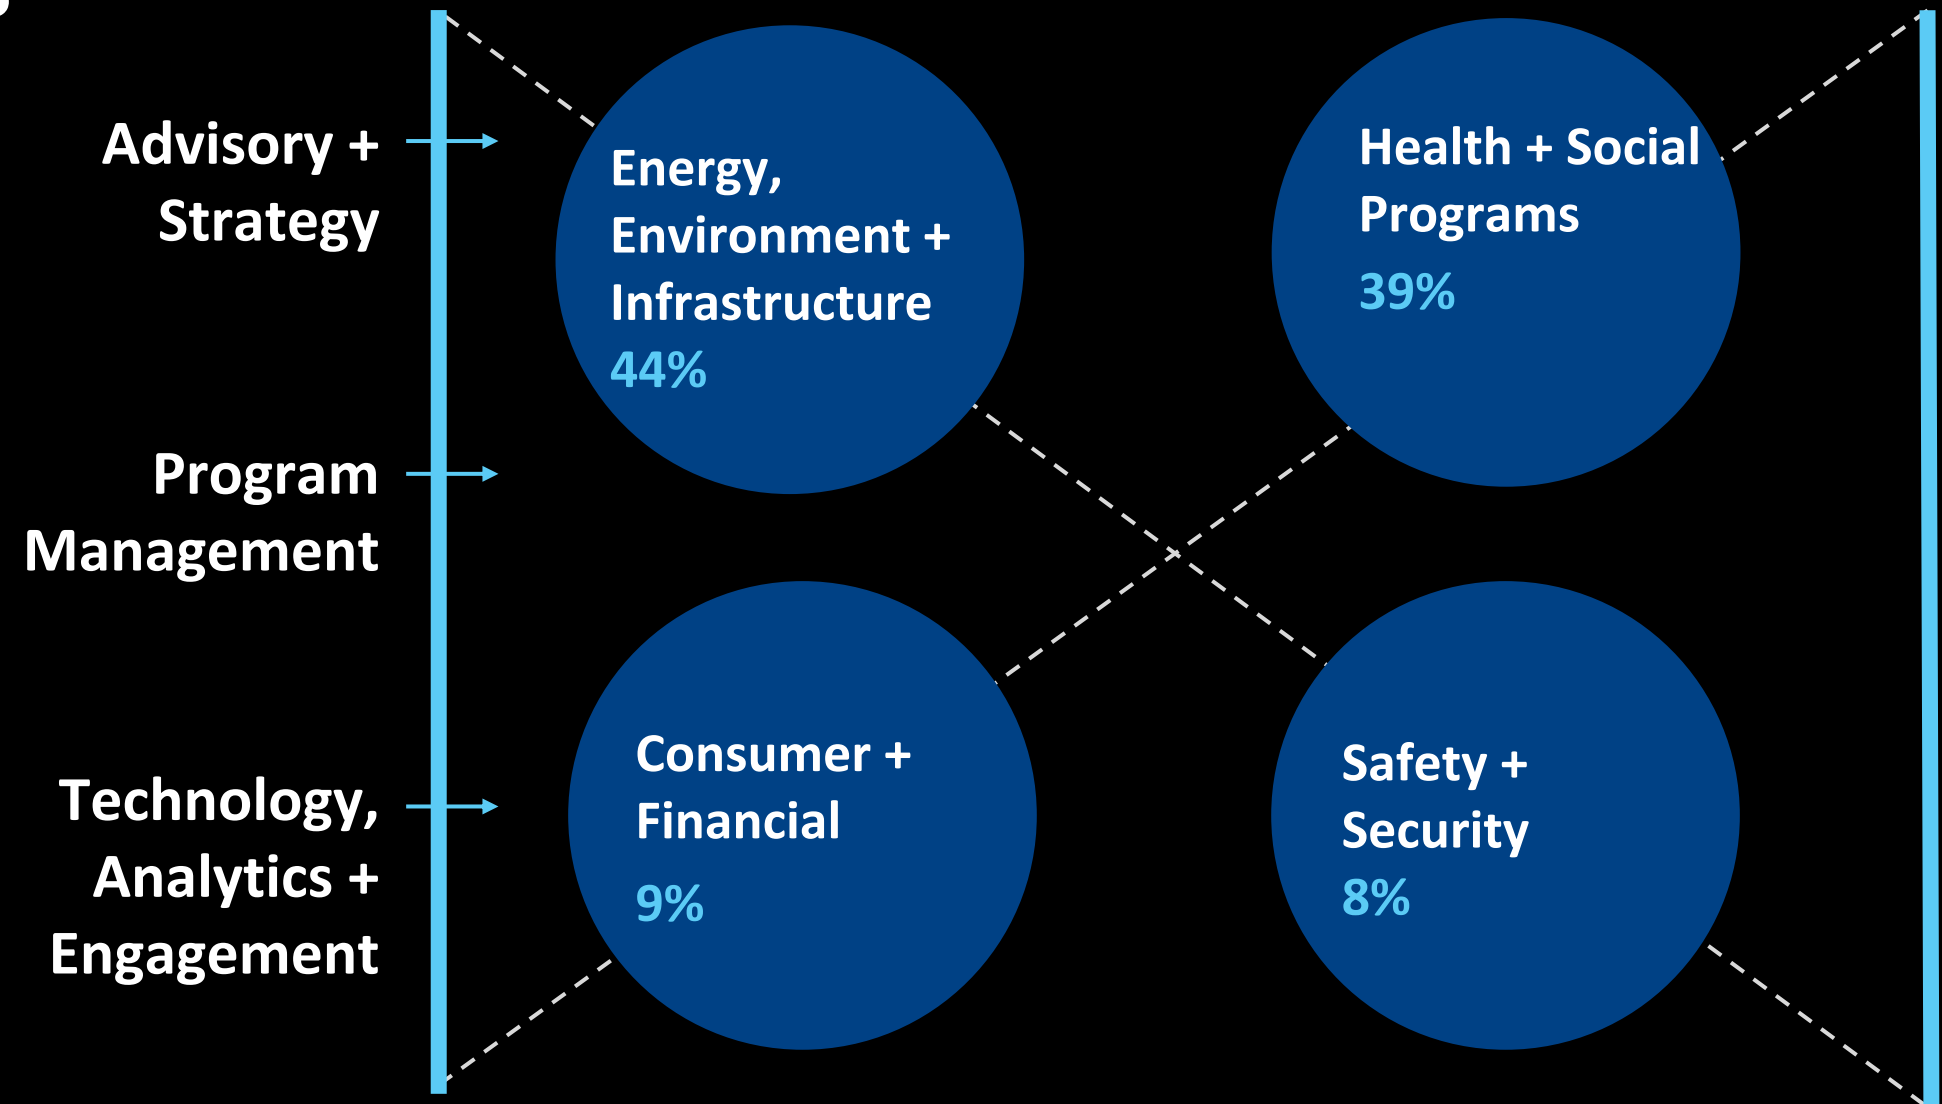 Advisory +
Strategy
Program
Management
Technology,
Analytics +
Engagement
Energy,
Environment +
Infrastructure
44%
Health + Social
Programs
39%
Consumer +
Financial
9%
Safety +
Security
8%